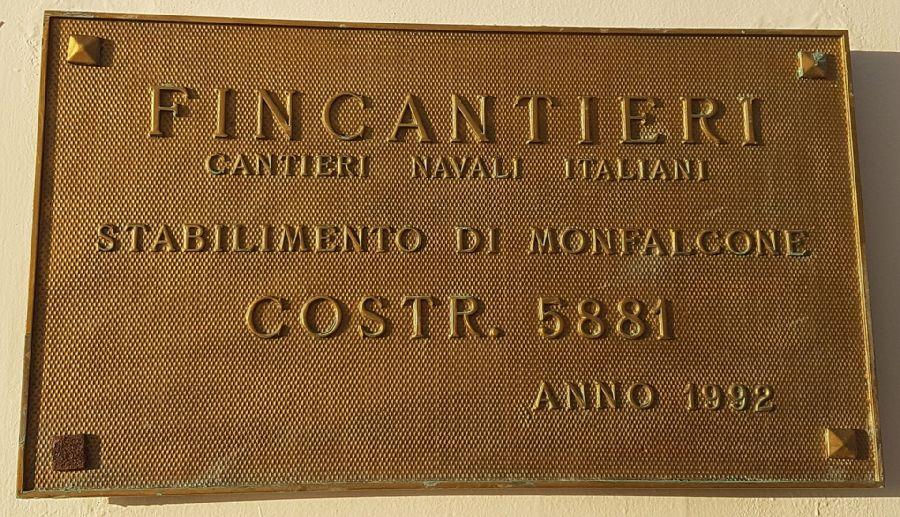 FINCANTIERI
CANTIERI NAVALI ITALIANI
STABILIMENTO DI MONFALCONE
COSTR. 5881
ANNO 1992